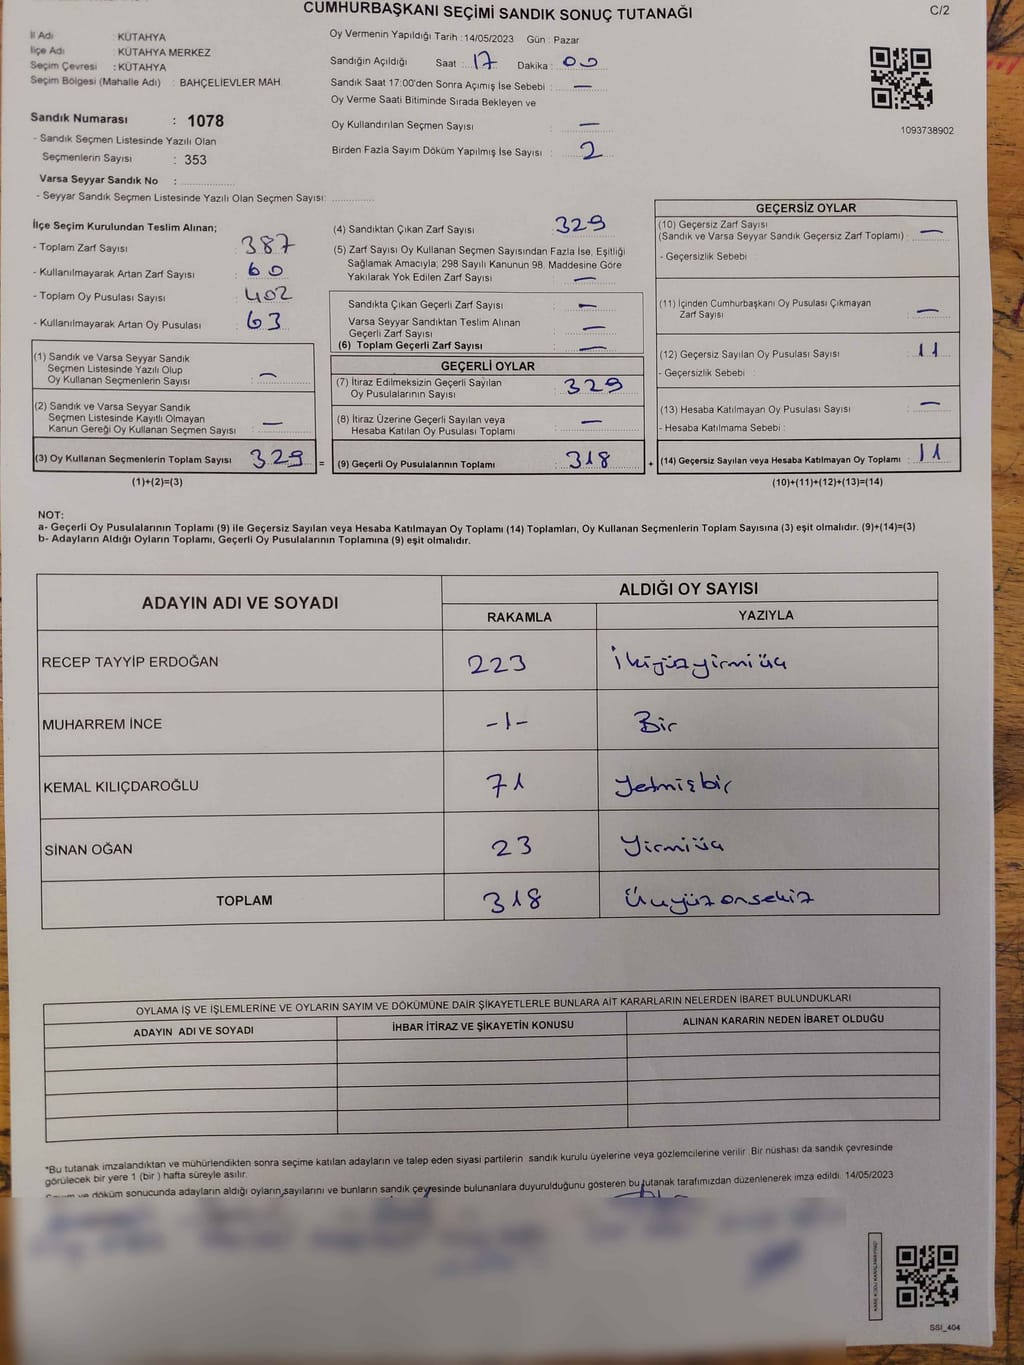 CUMHURBAŞKANI SEÇİMİ SANDIK SONUÇ TUTANAĞI
C/2
İl Adı : KÜTAHYA
İlçe Adı : KÜTAHYA MERKEZ
Seçim Çevresi : KÜTAHYA
Seçim Bölgesi (Mahalle Adı) : BAHÇELİEVLER MAH.
Sandık Numarası : 1078
- Sandık Seçmen Listesinde Yazılı Olan
Seçmenlerin Sayısı : 353
Varsa Seyyar Sandık No :
- Seyyar Sandık Seçmen Listesinde Yazılı Olan Seçmen Sayısı:
Oy Vermenin Yapıldığı Tarih : 14/05/2023 Gün : Pazar
Sandığın Açıldığı Saat : 17 Dakika : 00
Sandık Saat 17:00'den Sonra Açımış İse Sebebi : —
Oy Verme Saati Bitiminde Sırada Bekleyen ve
Oy Kullandırılan Seçmen Sayısı : —
Birden Fazla Sayım Döküm Yapılmış İse Sayısı : 2
1093738902
İlçe Seçim Kurulundan Teslim Alınan;
- Toplam Zarf Sayısı : 387
- Kullanılmayarak Artan Zarf Sayısı : 60
- Toplam Oy Pusulası Sayısı : 402
- Kullanılmayarak Artan Oy Pusulası : 63
(1) Sandık ve Varsa Seyyar Sandık
Seçmen Listesinde Yazılı Olup
Oy Kullanan Seçmenlerin Sayısı : —
(2) Sandık ve Varsa Seyyar Sandık
Seçmen Listesinde Kayıtlı Olmayan
Kanun Gereği Oy Kullanan Seçmen Sayısı : —
(3) Oy Kullanan Seçmenlerin Toplam Sayısı : 329 =
(1)+(2)=(3)
(4) Sandıktan Çıkan Zarf Sayısı : 329
(5) Zarf Sayısı Oy Kullanan Seçmen Sayısından Fazla İse, Eşitliği
Sağlamak Amacıyla; 298 Sayılı Kanunun 98. Maddesine Göre
Yakılarak Yok Edilen Zarf Sayısı : —
Sandıkta Çıkan Geçerli Zarf Sayısı : —
Varsa Seyyar Sandıktan Teslim Alınan
Geçerli Zarf Sayısı : —
(6) Toplam Geçerli Zarf Sayısı : —
GEÇERLİ OYLAR
(7) İtiraz Edilmeksizin Geçerli Sayılan
Oy Pusulalarının Sayısı : 329
(8) İtiraz Üzerine Geçerli Sayılan veya
Hesaba Katılan Oy Pusulası Toplamı : —
(9) Geçerli Oy Pusulalarının Toplamı : 318 +
GEÇERSİZ OYLAR
(10) Geçersiz Zarf Sayısı
(Sandık ve Varsa Seyyar Sandık Geçersiz Zarf Toplamı) : —
- Geçersizlik Sebebi :
(11) İçinden Cumhurbaşkanı Oy Pusulası Çıkmayan
Zarf Sayısı : —
(12) Geçersiz Sayılan Oy Pusulası Sayısı : 11
- Geçersizlik Sebebi :
(13) Hesaba Katılmayan Oy Pusulası Sayısı : —
- Hesaba Katılmama Sebebi :
(14) Geçersiz Sayılan veya Hesaba Katılmayan Oy Toplamı : 11
(10)+(11)+(12)+(13)=(14)
NOT:
a- Geçerli Oy Pusulalarının Toplamı (9) ile Geçersiz Sayılan veya Hesaba Katılmayan Oy Toplamı (14) Toplamları, Oy Kullanan Seçmenlerin Toplam Sayısına (3) eşit olmalıdır. (9)+(14)=(3)
b- Adayların Aldığı Oyların Toplamı, Geçerli Oy Pusulalarının Toplamına (9) eşit olmalıdır.
ADAYIN ADI VE SOYADI ALDIĞI OY SAYISI
RAKAMLA YAZIYLA
RECEP TAYYİP ERDOĞAN 223 İkiyüzyirmiüç
MUHARREM İNCE -1- Bir
KEMAL KILIÇDAROĞLU 71 Yetmişbir
SİNAN OĞAN 23 Yirmiüç
TOPLAM 318 Üçyüzonsekiz
OYLAMA İŞ VE İŞLEMLERİNE VE OYLARIN SAYIM VE DÖKÜMÜNE DAİR ŞİKAYETLERLE BUNLARA AİT KARARLARIN NELERDEN İBARET BULUNDUKLARI
ADAYIN ADI VE SOYADI İHBAR İTİRAZ VE ŞİKAYETİN KONUSU ALINAN KARARIN NEDEN İBARET OLDUĞU
*Bu tutanak imzalandıktan ve mühürlendikten sonra seçime katılan adayların ve talep eden siyasi partilerin sandık kurulu üyelerine veya gözlemcilerine verilir. Bir nüshası da sandık çevresinde
görülecek bir yere 1 (bir ) hafta süreyle asılır.
ve döküm sonucunda adayların aldığı oyların sayılarını ve bunların sandık çevresinde bulunanlara duyurulduğunu gösteren bu tutanak tarafımızdan düzenlenerek imza edildi. 14/05/2023
SSI_404